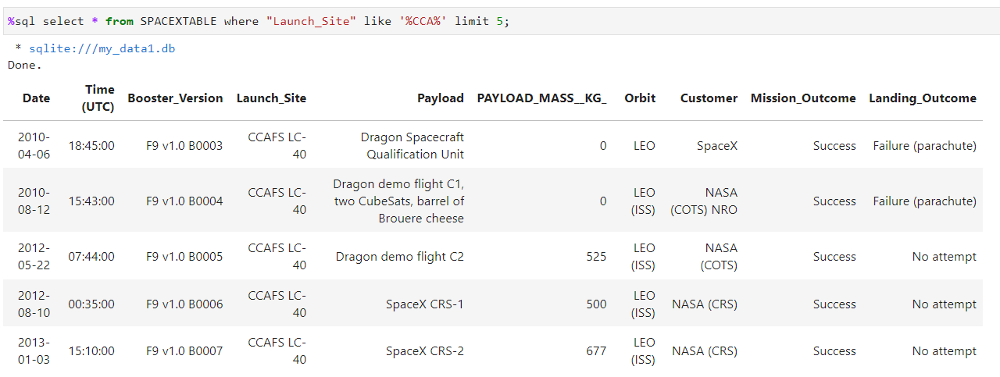 %sql select * from SPACEXTABLE where "Launch_Site" like '%CCA%' limit 5;
* sqlite:///my_data1.db
Done.
Date Time (UTC) Booster_Version Launch_Site Payload PAYLOAD_MASS__KG_ Orbit Customer Mission_Outcome Landing_Outcome
2010-04-06 18:45:00 F9 v1.0 B0003 CCAFS LC-40 Dragon Spacecraft Qualification Unit 0 LEO SpaceX Success Failure (parachute)
2010-08-12 15:43:00 F9 v1.0 B0004 CCAFS LC-40 Dragon demo flight C1, two CubeSats, barrel of Brouere cheese 0 LEO (ISS) NASA (COTS) NRO Success Failure (parachute)
2012-05-22 07:44:00 F9 v1.0 B0005 CCAFS LC-40 Dragon demo flight C2 525 LEO (ISS) NASA (COTS) Success No attempt
2012-08-10 00:35:00 F9 v1.0 B0006 CCAFS LC-40 SpaceX CRS-1 500 LEO (ISS) NASA (CRS) Success No attempt
2013-01-03 15:10:00 F9 v1.0 B0007 CCAFS LC-40 SpaceX CRS-2 677 LEO (ISS) NASA (CRS) Success No attempt